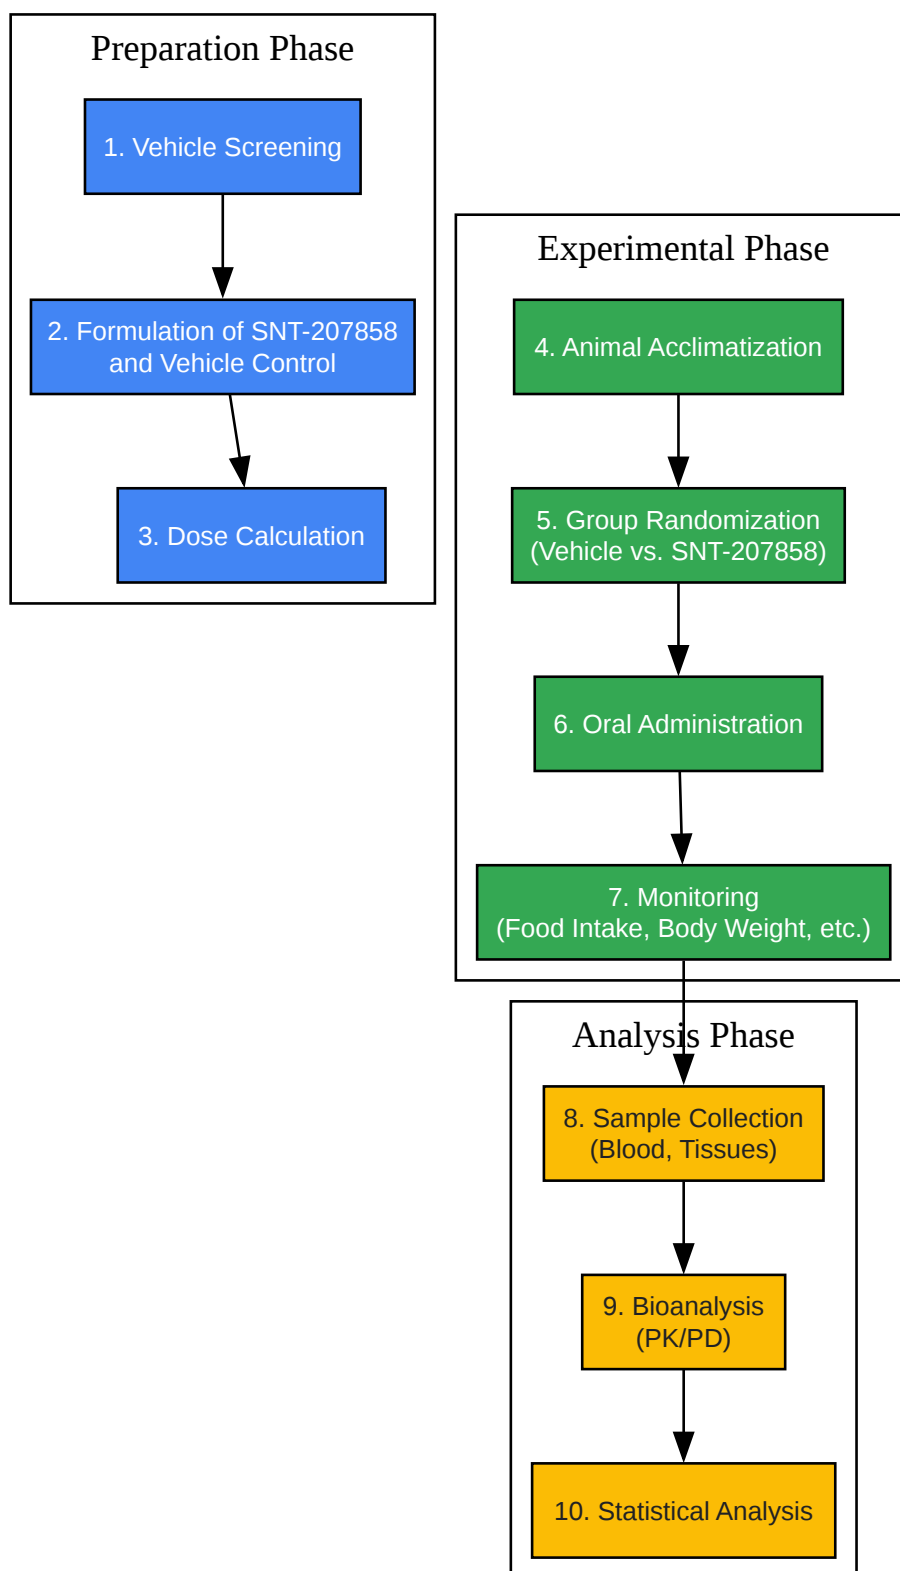 Preparation Phase
1. Vehicle Screening
2. Formulation of SNT-207858
and Vehicle Control
3. Dose Calculation
Experimental Phase
4. Animal Acclimatization
5. Group Randomization
(Vehicle vs. SNT-207858)
6. Oral Administration
7. Monitoring
(Food Intake, Body Weight, etc.)
Analysis Phase
8. Sample Collection
(Blood, Tissues)
9. Bioanalysis
(PK/PD)
10. Statistical Analysis